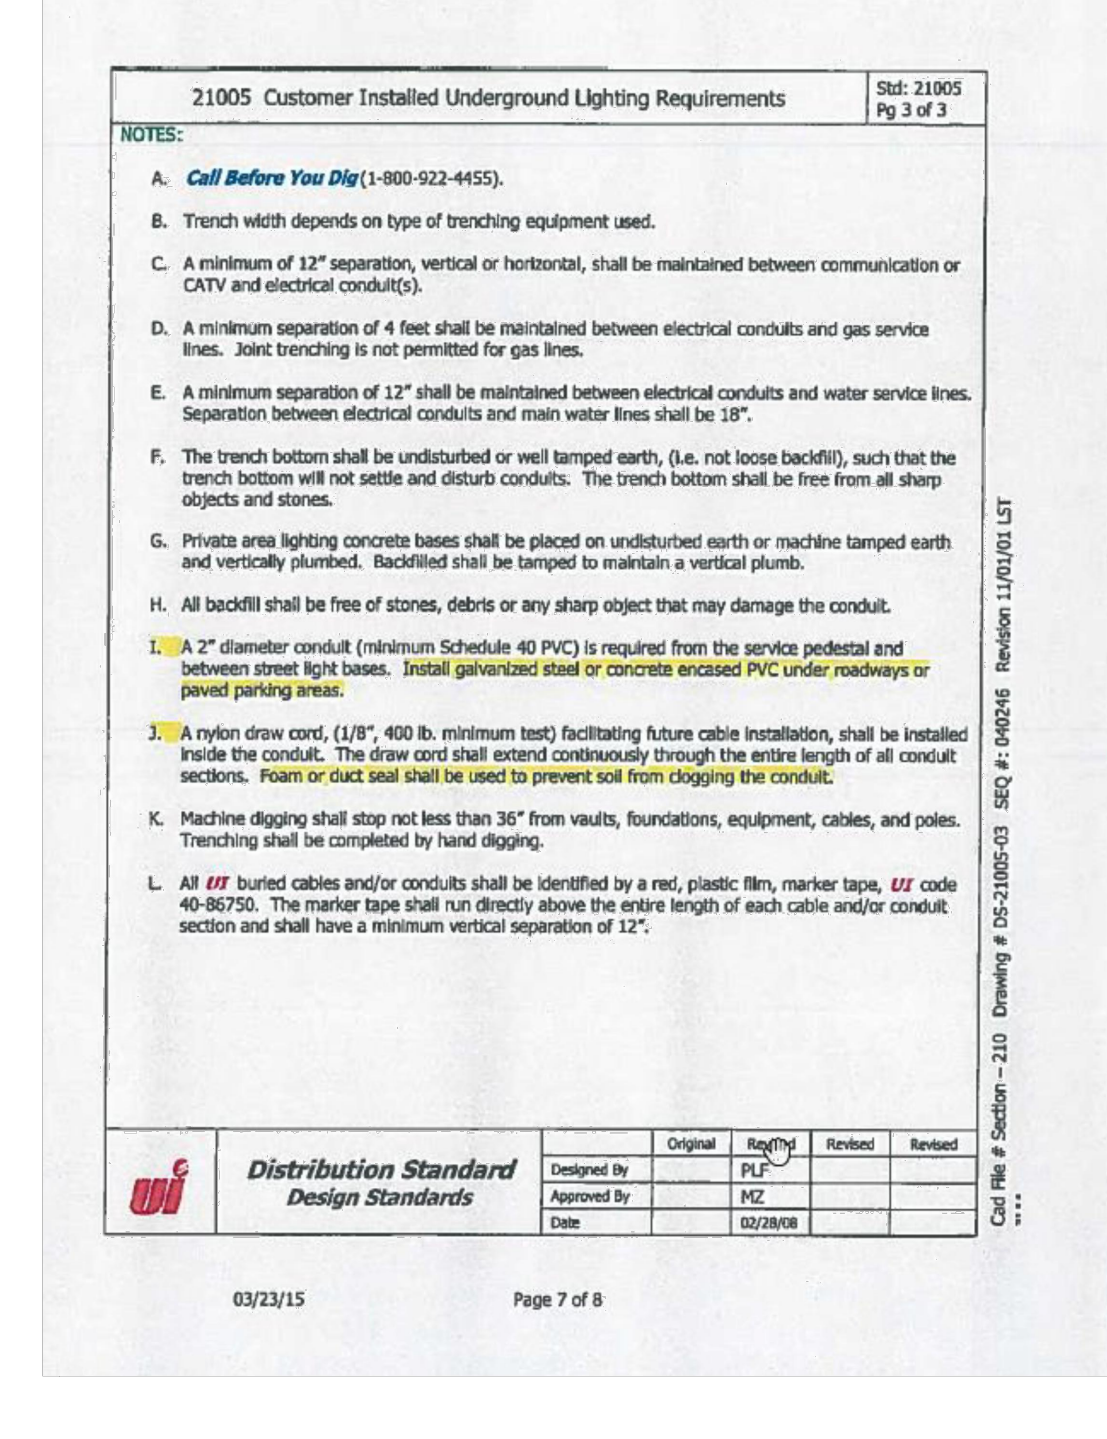 21005 Customer Installed Underground Lighting Requirements
Std: 21005
Pg 3 of 3
NOTES:
A. Call Before You Dig (1-800-922-4455).
B. Trench width depends on type of trenching equipment used.
C. A minimum of 12" separation, vertical or horizontal, shall be maintained between communication or
CATV and electrical conduit(s).
D. A minimum separation of 4 feet shall be maintained between electrical conduits and gas service
lines. Joint trenching is not permitted for gas lines.
E. A minimum separation of 12" shall be maintained between electrical conduits and water service lines.
Separation between electrical conduits and main water lines shall be 18".
F. The trench bottom shall be undisturbed or well tamped earth, (i.e. not loose backfill), such that the
trench bottom will not settle and disturb conduits. The trench bottom shall be free from all sharp
objects and stones.
G. Private area lighting concrete bases shall be placed on undisturbed earth or machine tamped earth
and vertically plumbed. Backfilled shall be tamped to maintain a vertical plumb.
H. All backfill shall be free of stones, debris or any sharp object that may damage the conduit.
I. A 2" diameter conduit (minimum Schedule 40 PVC) is required from the service pedestal and
between street light bases. Install galvanized steel or concrete encased PVC under roadways or
paved parking areas.
J. A nylon draw cord, (1/8", 400 lb. minimum test) facilitating future cable installation, shall be installed
inside the conduit. The draw cord shall extend continuously through the entire length of all conduit
sections. Foam or duct seal shall be used to prevent soil from clogging the conduit.
K. Machine digging shall stop not less than 36" from vaults, foundations, equipment, cables, and poles.
Trenching shall be completed by hand digging.
L. All UI buried cables and/or conduits shall be identified by a red, plastic film, marker tape, UI code
40-86750. The marker tape shall run directly above the entire length of each cable and/or conduit
section and shall have a minimum vertical separation of 12".
Cad File # Section – 210 Drawing # DS-21005-03 SEQ #: 040246 Revision 11/01/01 LST
ui
Distribution Standard
Design Standards
Original Revised Revised Revised
Designed By PLF
Approved By MZ
Date 02/28/08
03/23/15
Page 7 of 8